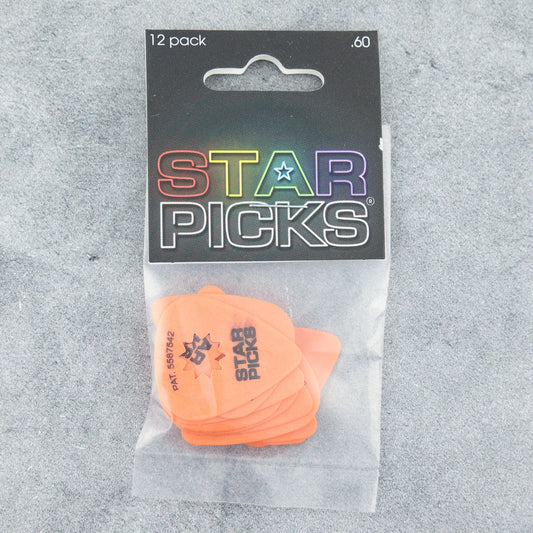 12 pack .60
STAR
PICKS®
PAT. 5587542
STAR
PICKS